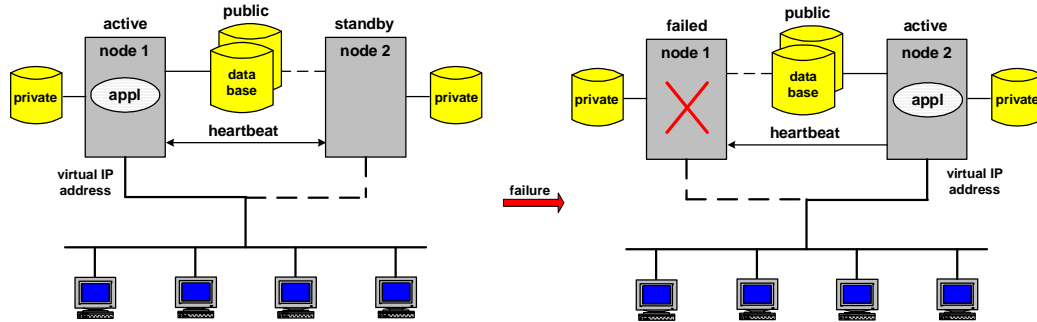 public
active
standby
node 1
node 2
data
base
private
appl
private
heartbeat
virtual IP
address
failure
public
failed
active
node 1
node 2
data
base
private
appl
private
heartbeat
virtual IP
address